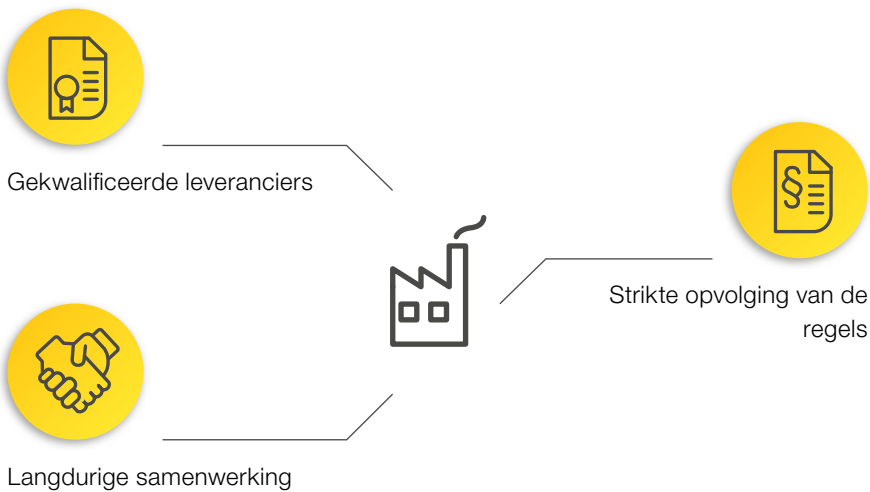 Gekwalificeerde leveranciers
Strikte opvolging van de
regels
Langdurige samenwerking